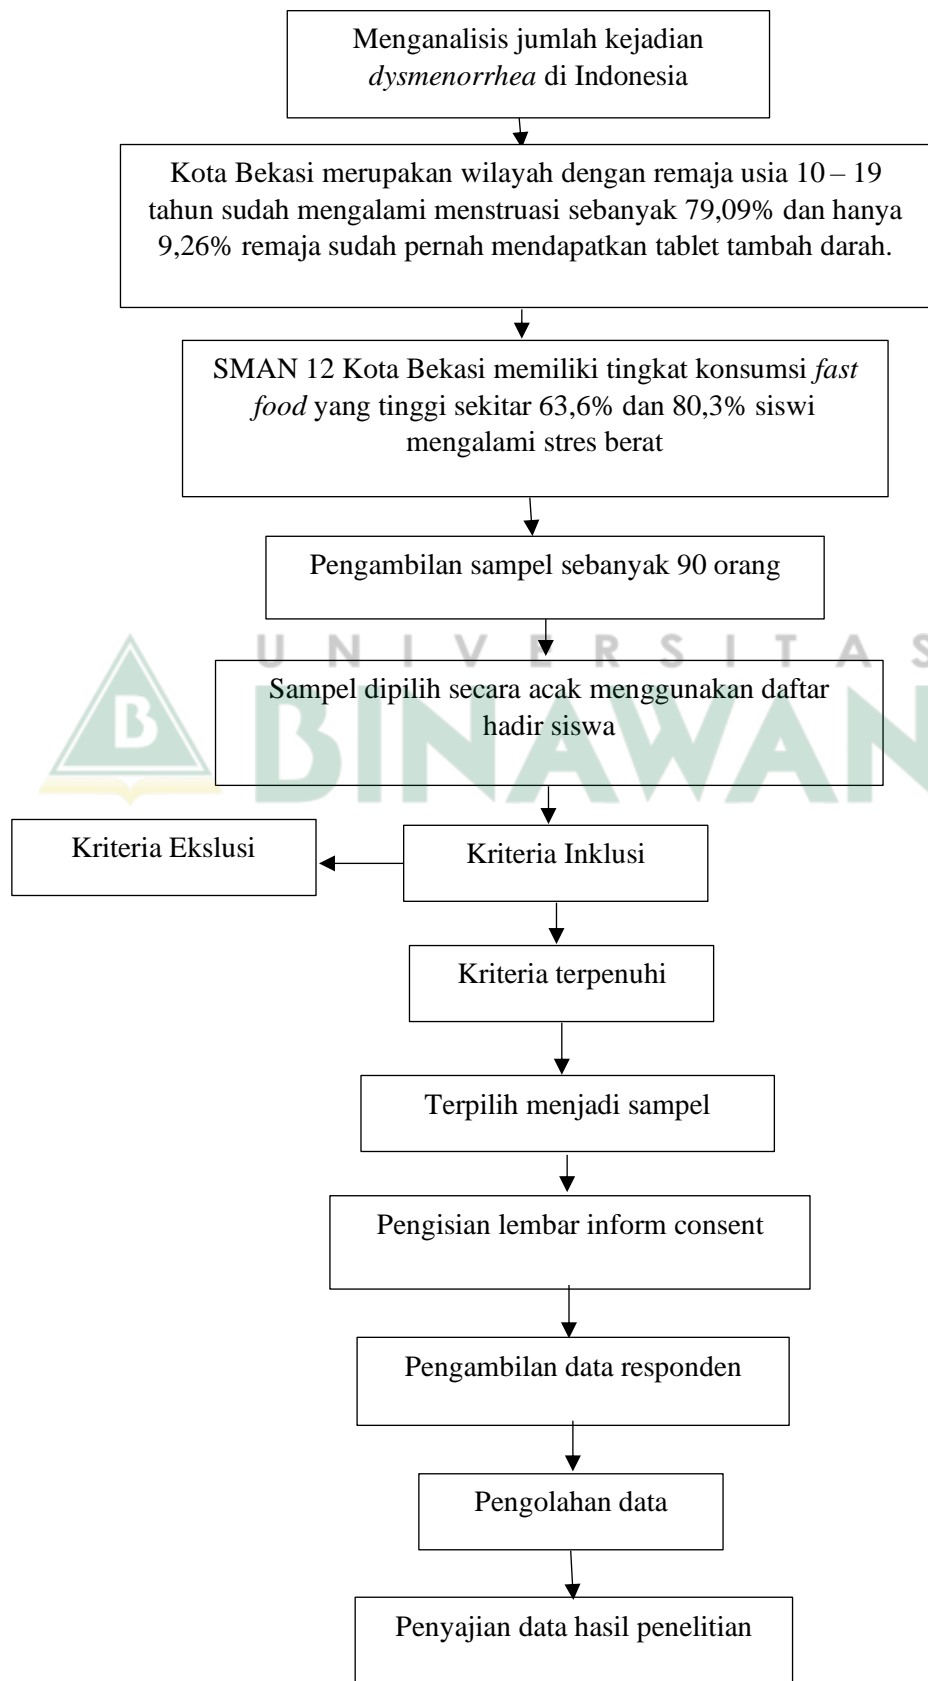 Menganalisis jumlah kejadian
dysmenorrhea di Indonesia
Kota Bekasi merupakan wilayah dengan remaja usia 10 – 19
tahun sudah mengalami menstruasi sebanyak 79,09% dan hanya
9,26% remaja sudah pernah mendapatkan tablet tambah darah.
SMAN 12 Kota Bekasi memiliki tingkat konsumsi fast
food yang tinggi sekitar 63,6% dan 80,3% siswi
mengalami stres berat
Pengambilan sampel sebanyak 90 orang
UNIVERSITAS
B BINAWAN
Sampel dipilih secara acak menggunakan daftar
hadir siswa
Kriteria Ekslusi
Kriteria Inklusi
Kriteria terpenuhi
Terpilih menjadi sampel
Pengisian lembar inform consent
Pengambilan data responden
Pengolahan data
Penyajian data hasil penelitian